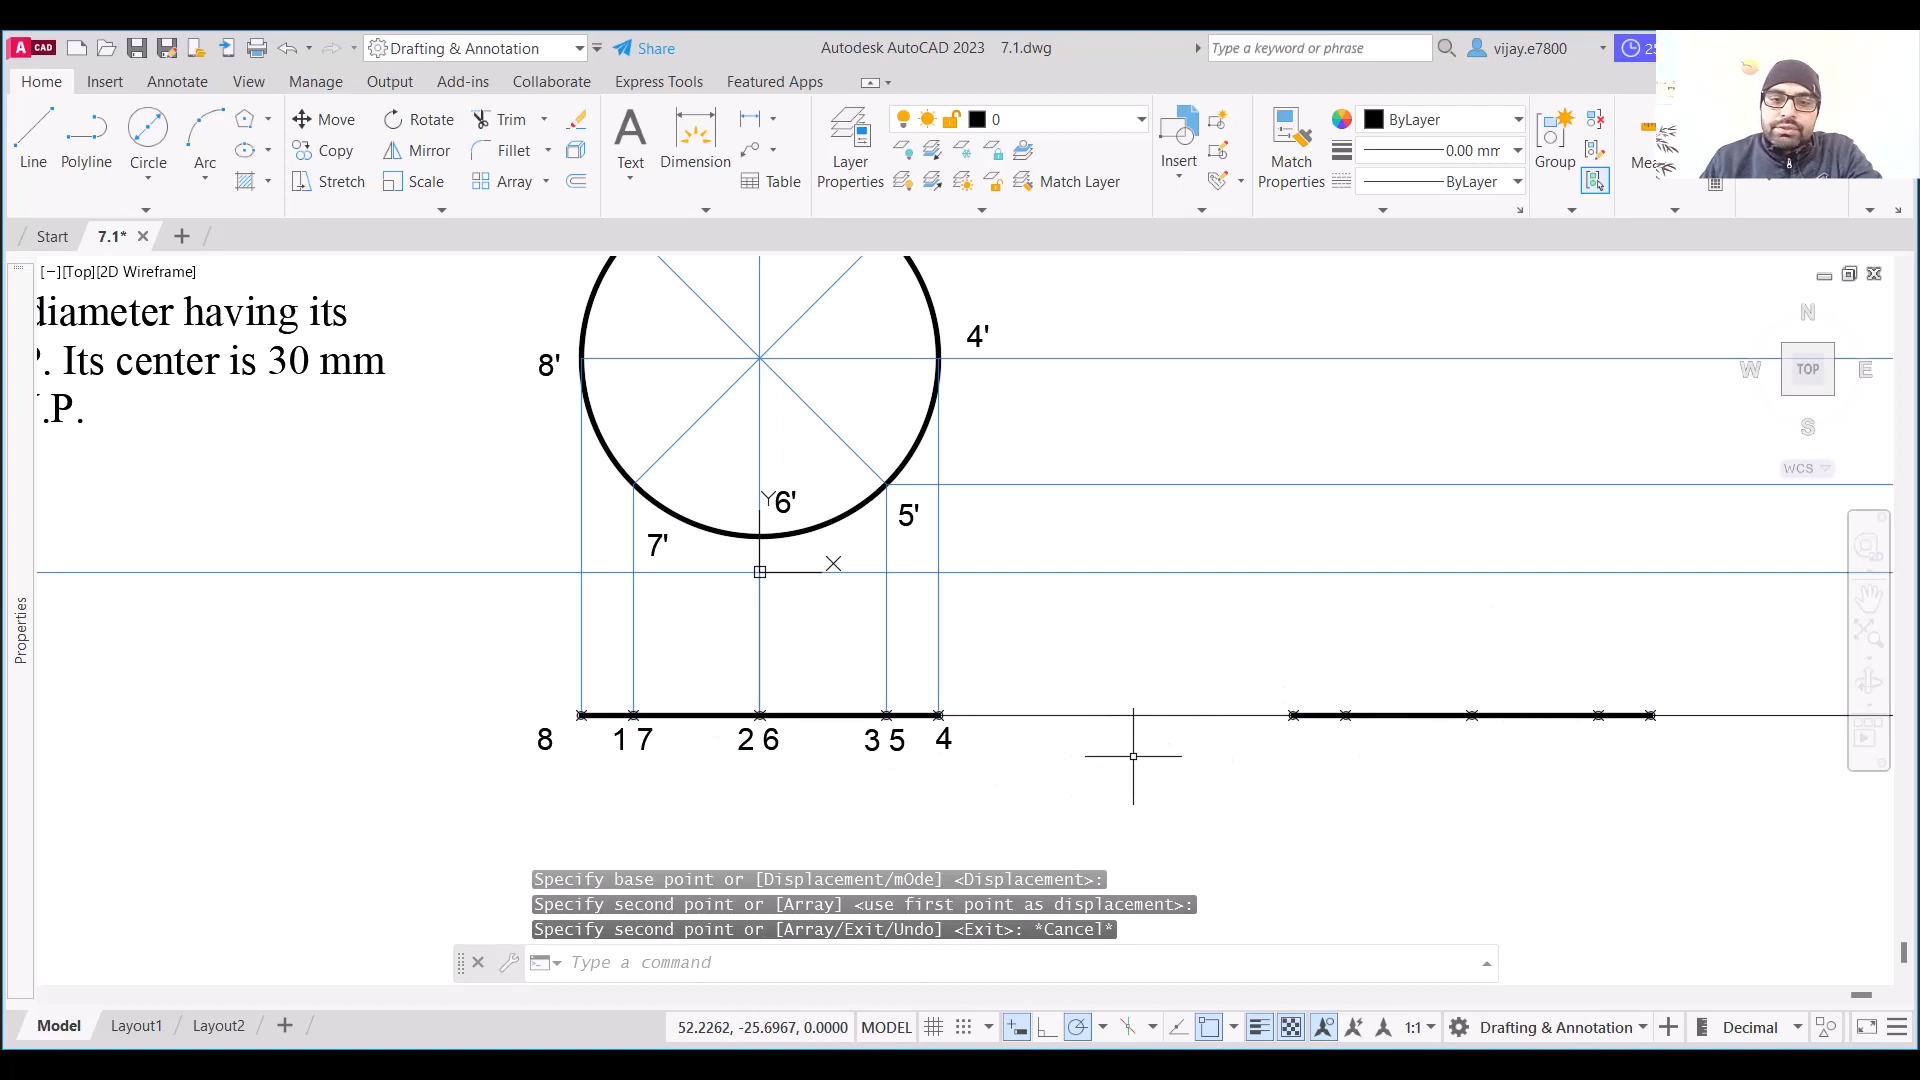 A CAD
Drafting & Annotation
Share
Autodesk AutoCAD 2023 7.1.dwg
Type a keyword or phrase
vijay.e7800
Home Insert Annotate View Manage Output Add-ins Collaborate Express Tools Featured Apps
Line Polyline Circle Arc
Move Rotate Trim
Copy Mirror Fillet
Stretch Scale Array
Text Dimension Table
Layer Properties
0
Match Layer
Insert
Match Properties
ByLayer
0.00 mm
ByLayer
Group
Start 7.1*
[−][Top][2D Wireframe]
diameter having its
. Its center is 30 mm
.P.
8' 4'
7' 6' 5'
Y X
8 1 7 2 6 3 5 4
N
W TOP E
S
WCS
Properties
Specify base point or [Displacement/mOde] <Displacement>:
Specify second point or [Array] <use first point as displacement>:
Specify second point or [Array/Exit/Undo] <Exit>: *Cancel*
Type a command
Model Layout1 Layout2
52.2262, -25.6967, 0.0000 MODEL 1:1 Drafting & Annotation Decimal